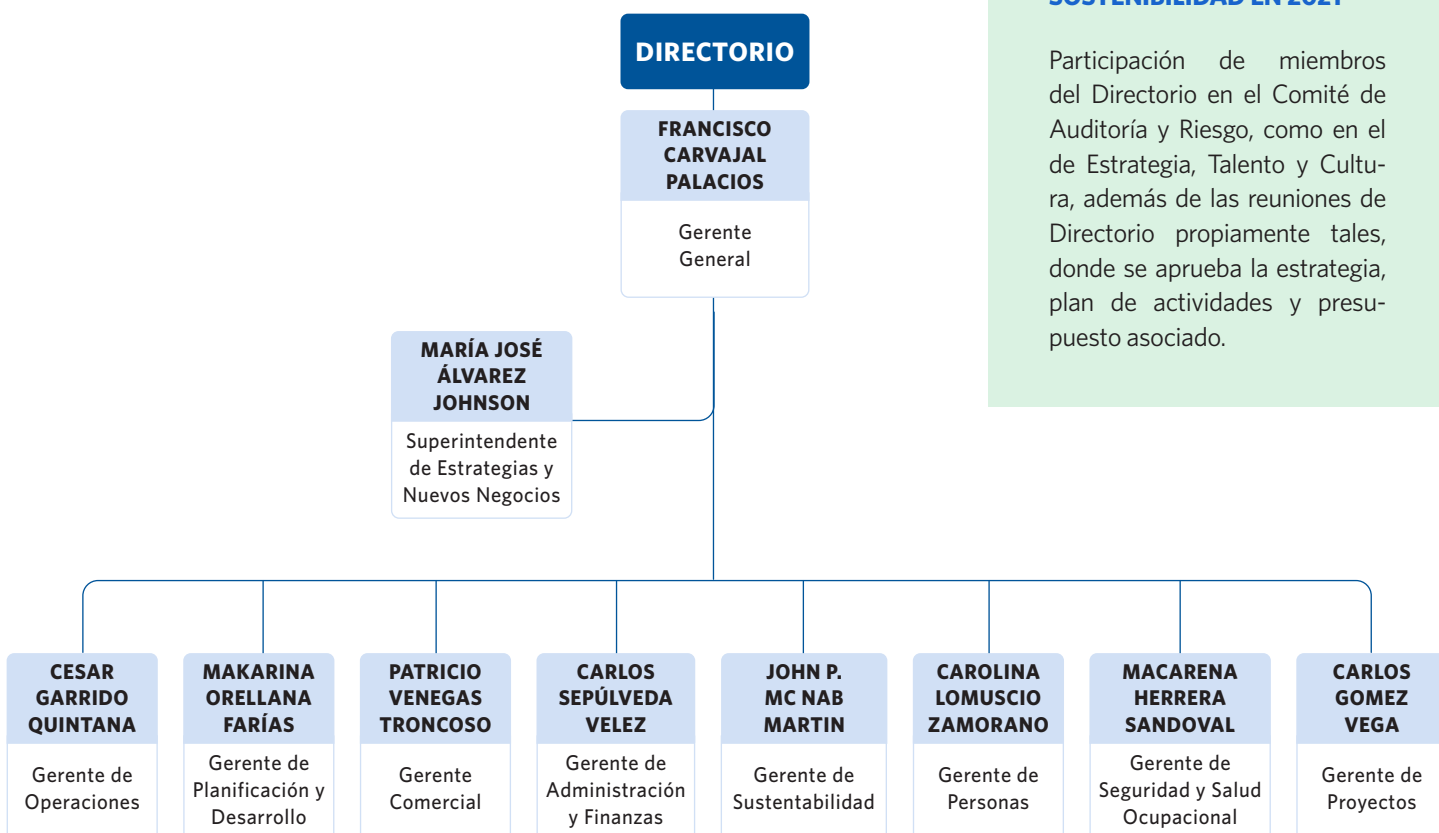 SOSTENIBILIDAD EN 2021
DIRECTORIO
Participación de miembros
del Directorio en el Comité de
Auditoría y Riesgo, como en el
de Estrategia, Talento y Cultu-
ra, además de las reuniones de
Directorio propiamente tales,
donde se aprueba la estrategia,
plan de actividades y presu-
puesto asociado.
FRANCISCO
CARVAJAL
PALACIOS
Gerente
General
MARÍA JOSÉ
ÁLVAREZ
JOHNSON
Superintendente
de Estrategias y
Nuevos Negocios
CESAR
GARRIDO
QUINTANA
Gerente de
Operaciones
MAKARINA
ORELLANA
FARÍAS
Gerente de
Planificación y
Desarrollo
PATRICIO
VENEGAS
TRONCOSO
Gerente
Comercial
CARLOS
SEPÚLVEDA
VELEZ
Gerente de
Administración
y Finanzas
JOHN P.
MC NAB
MARTIN
Gerente de
Sustentabilidad
CAROLINA
LOMUSCIO
ZAMORANO
Gerente de
Personas
MACARENA
HERRERA
SANDOVAL
Gerente de
Seguridad y Salud
Ocupacional
CARLOS
GOMEZ
VEGA
Gerente de
Proyectos